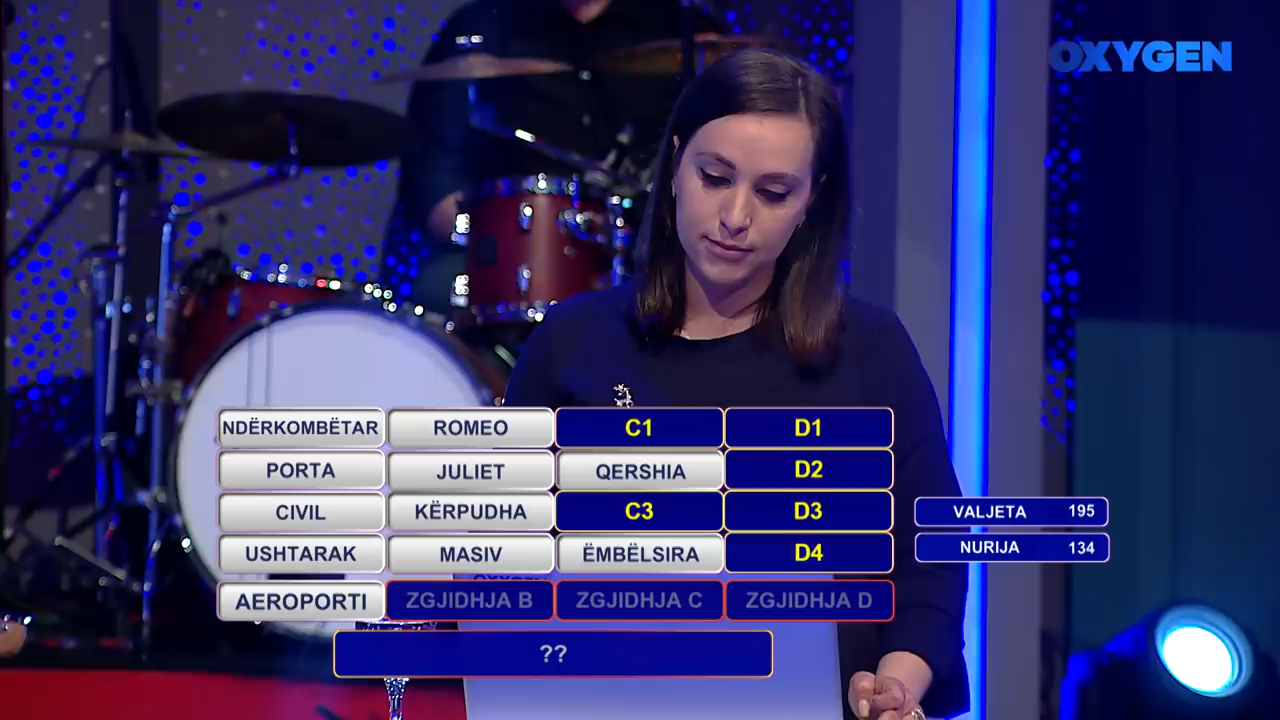 OXYGEN
NDËRKOMBËTAR ROMEO C1 D1
PORTA JULIET QERSHIA D2
CIVIL KËRPUDHA C3 D3
USHTARAK MASIV ËMBËLSIRA D4
AEROPORTI ZGJIDHJA B ZGJIDHJA C ZGJIDHJA D
??
VALJETA 195
NURIJA 134